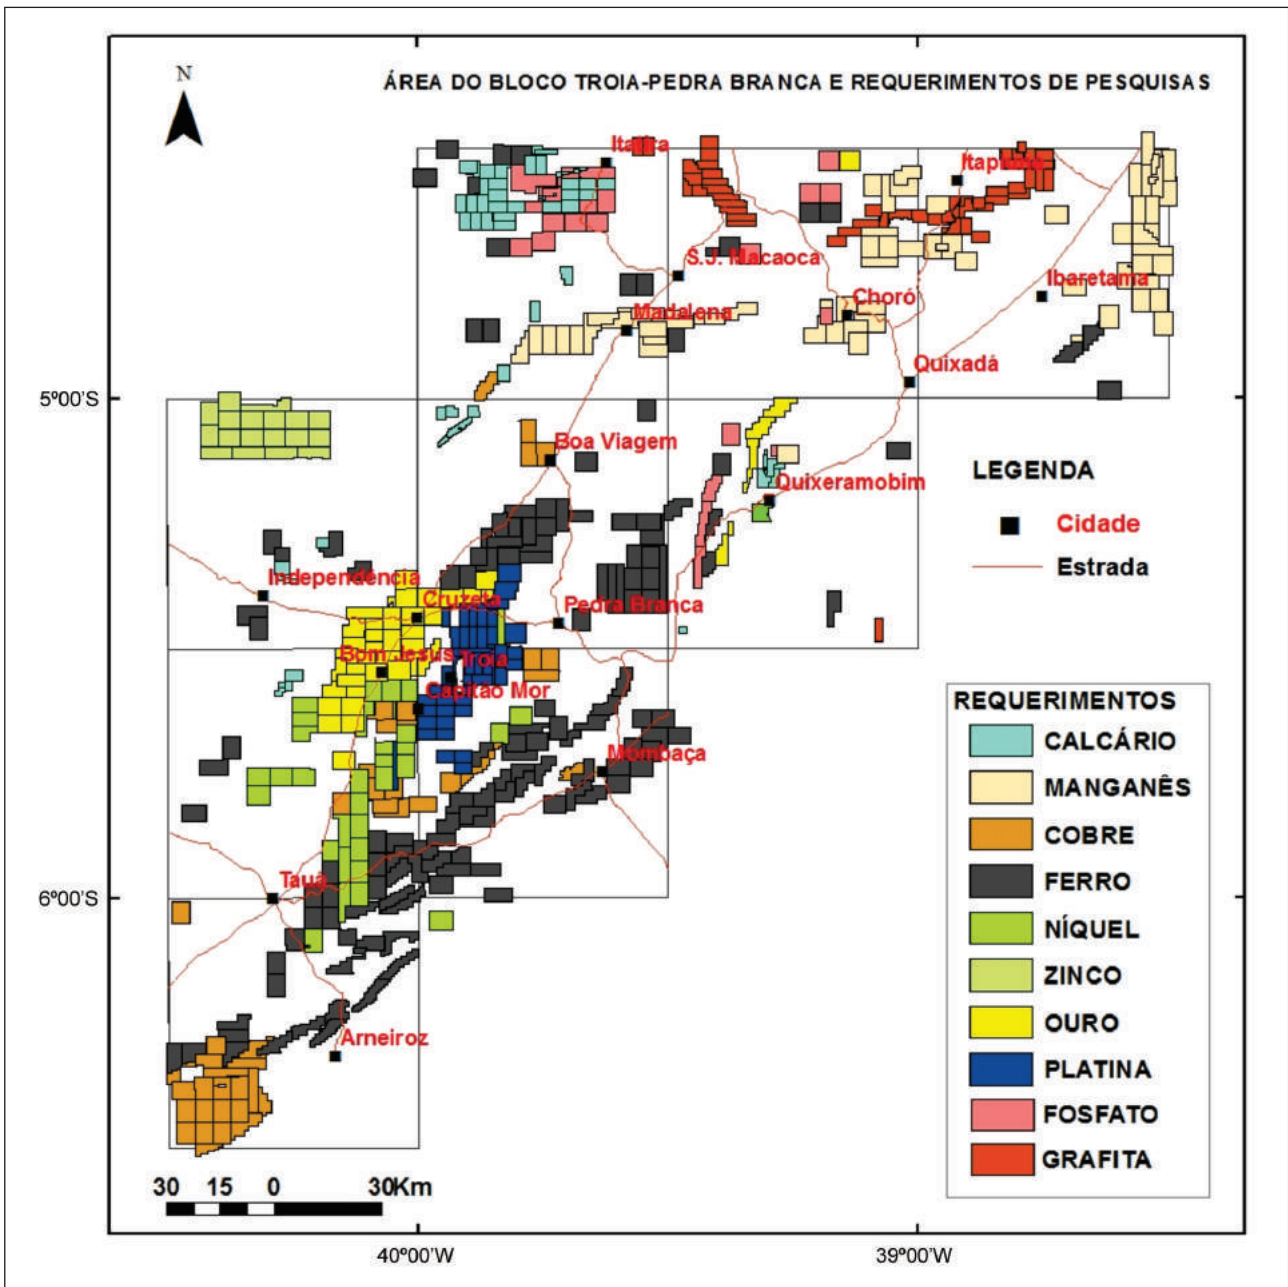 N
ÁREA DO BLOCO TROIA-PEDRA BRANCA E REQUERIMENTOS DE PESQUISAS
Itatira
Itapiuna
S.J. Macaoca
Ibaretama
Choró
Madalena
Quixadá
5º00'S
Boa Viagem
LEGENDA
Quixeramobim
Cidade
Estrada
Independência
Cruzeta
Pedra Branca
Bom Jesus
Troia
Capitão Mor
REQUERIMENTOS
CALCÁRIO
Mombaça
MANGANÊS
COBRE
FERRO
Tauá
6º00'S
NÍQUEL
ZINCO
OURO
Arneiroz
PLATINA
FOSFATO
GRAFITA
30 15 0 30Km
40º00'W
39º00'W